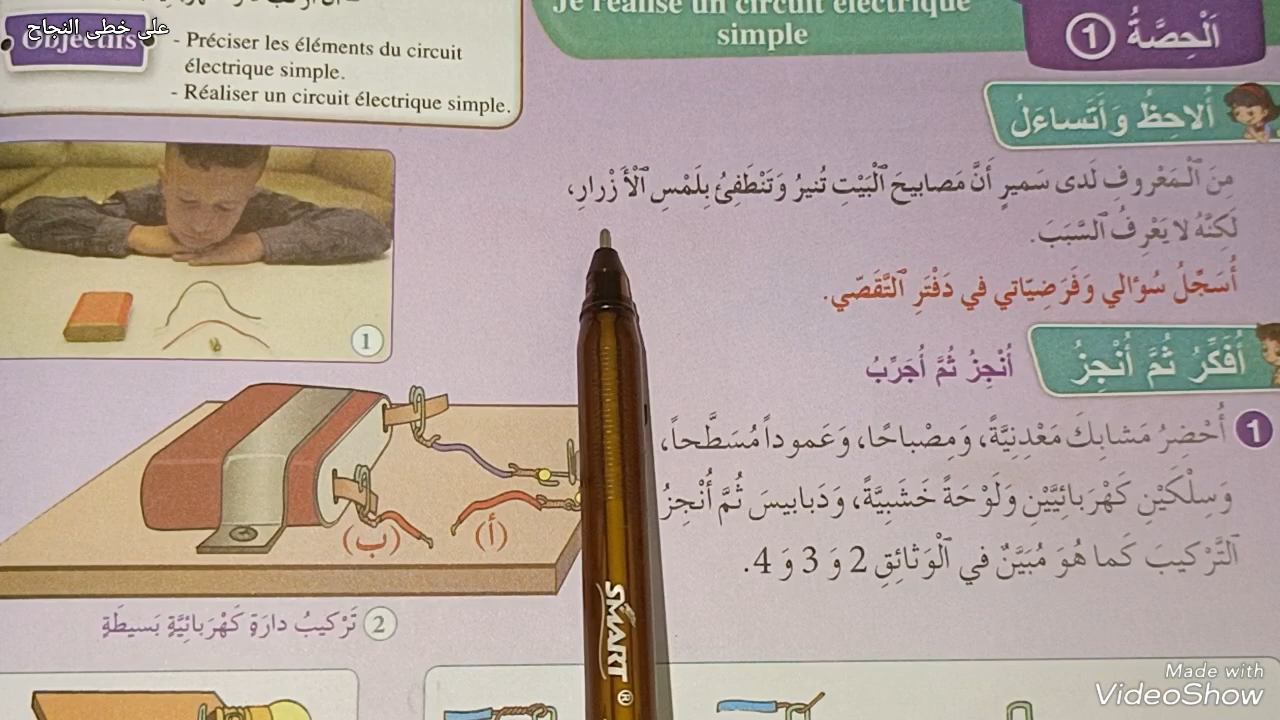 على خطى النجاح
Objectifs
- Préciser les éléments du circuit
électrique simple.
- Réaliser un circuit électrique simple.
Je réalise un circuit électrique
simple
اَلْحِصَّةُ 1
أُلاحِظُ وَأَتَساءَلُ
مِنَ ٱلْمَعْروفِ لَدى سَميرٍ أَنَّ مَصابيحَ ٱلْبَيْتِ تُنيرُ وَتَنْطَفِئُ بِلَمْسِ ٱلْأَزْرارِ،
لَكِنَّهُ لا يَعْرِفُ ٱلسَّبَبَ.
أُسَجِّلُ سُؤالي وَفَرَضِيّاتي في دَفْتَرِ ٱلتَّقَصّي.
1
أُفَكِّرُ ثُمَّ أُنْجِزُ
أُنْجِزُ ثُمَّ أُجَرِّبُ
1 أُحْضِرُ مَشابِكَ مَعْدِنِيَّةً، وَمِصْباحًا، وَعَموداً مُسَطَّحاً،
وَسِلْكَيْنِ كَهْرَبائِيَّيْنِ وَلَوْحَةً خَشَبِيَّةً، وَدَبابيسَ ثُمَّ أُنْجِزُ
ٱلتَّرْكيبَ كَما هُوَ مُبَيَّنٌ في ٱلْوَثائِقِ 2 وَ 3 وَ 4.
(أ)
(ب)
2 تَرْكيبُ دارَةٍ كَهْرَبائِيَّةٍ بَسيطَةٍ
SMART®
Made with
VideoShow